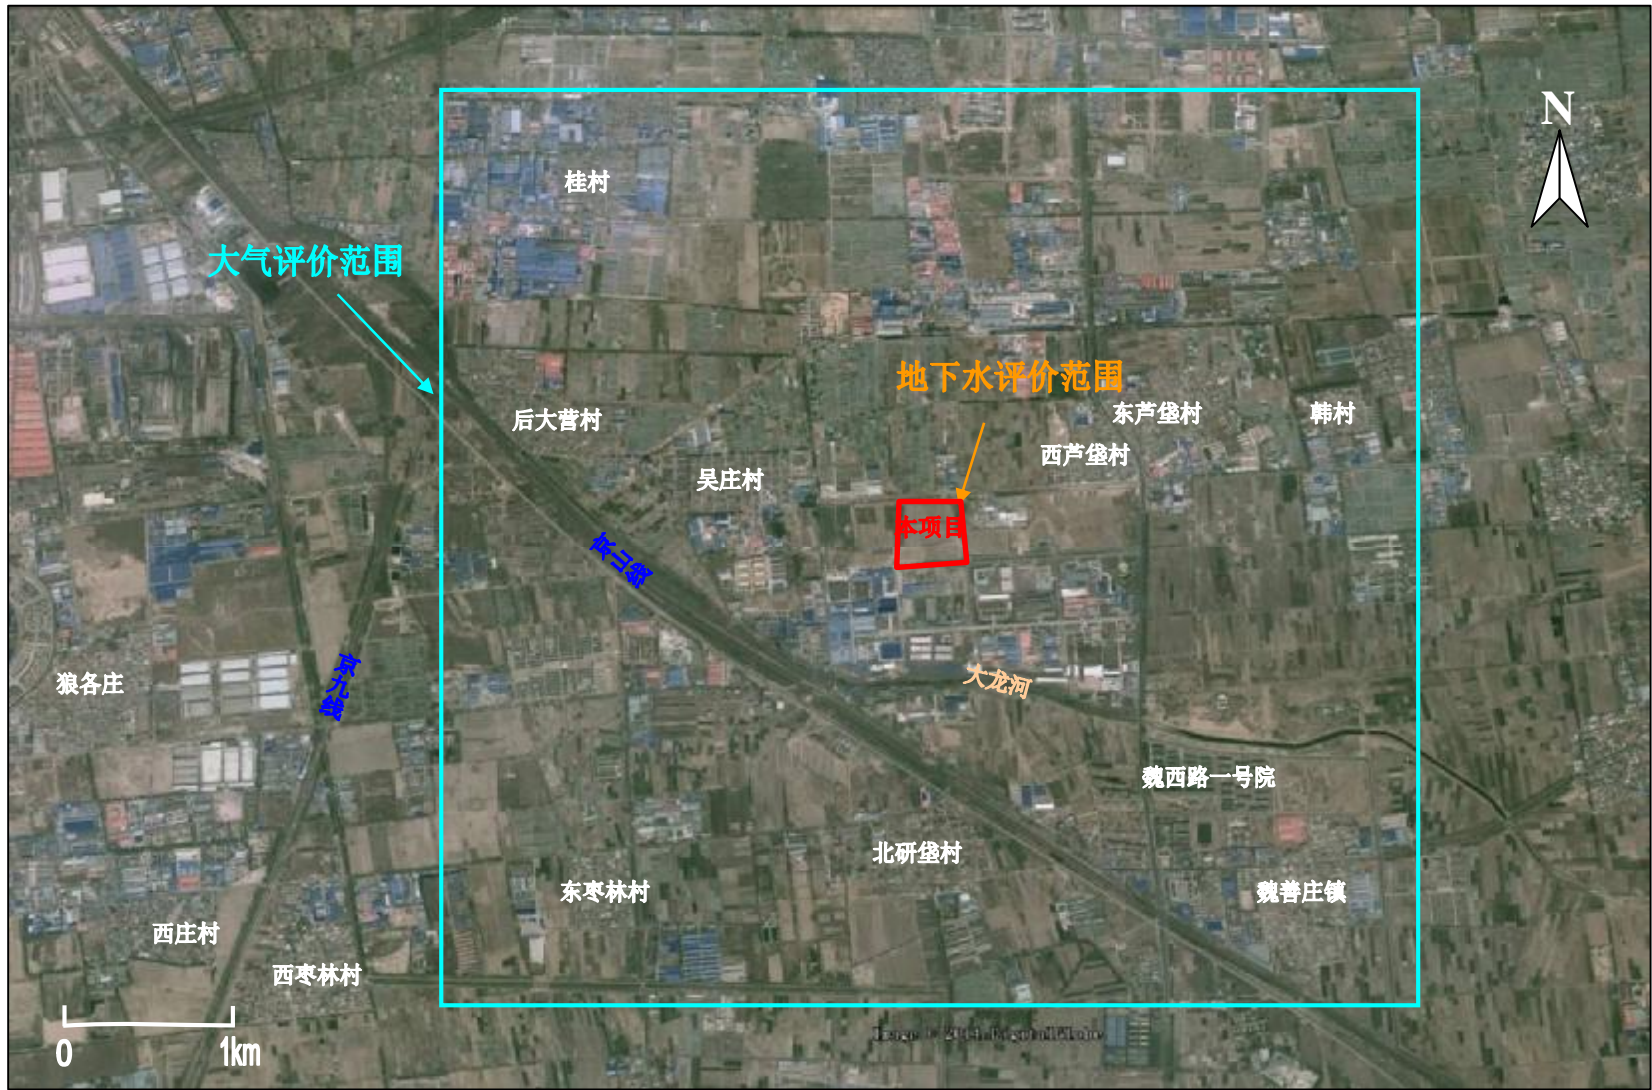 N
桂村
大气评价范围
地下水评价范围
后大营村
东芦垡村
韩村
西芦垡村
吴庄村
本项目
京山线
狼各庄
京九线
大龙河
魏西路一号院
北研垡村
东枣林村
魏善庄镇
西庄村
西枣林村
0
1km